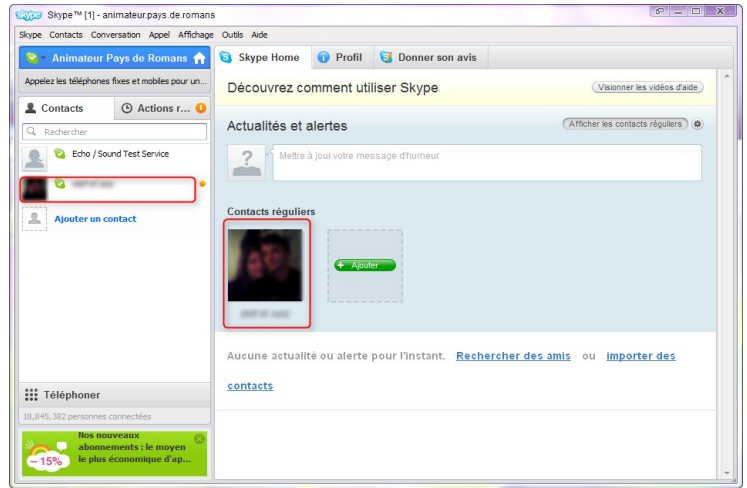 Skype™ [1] - animateur.pays.de.romans
Skype Contacts Conversation Appel Affichage Outils Aide
Animateur Pays de Romans
Appelez les téléphones fixes et mobiles pour un...
Contacts
Actions r...
Rechercher
Echo / Sound Test Service
Ajouter un contact
Téléphoner
18,845,382 personnes connectées
Nos nouveaux
abonnements : le moyen
le plus économique d'ap...
- 15%
Skype Home
Profil
Donner son avis
Découvrez comment utiliser Skype
Visionner les vidéos d'aide
Actualités et alertes
Afficher les contacts réguliers
Mettre à jour votre message d'humeur
Contacts réguliers
Ajouter
Aucune actualité ou alerte pour l'instant. Rechercher des amis ou importer des
contacts